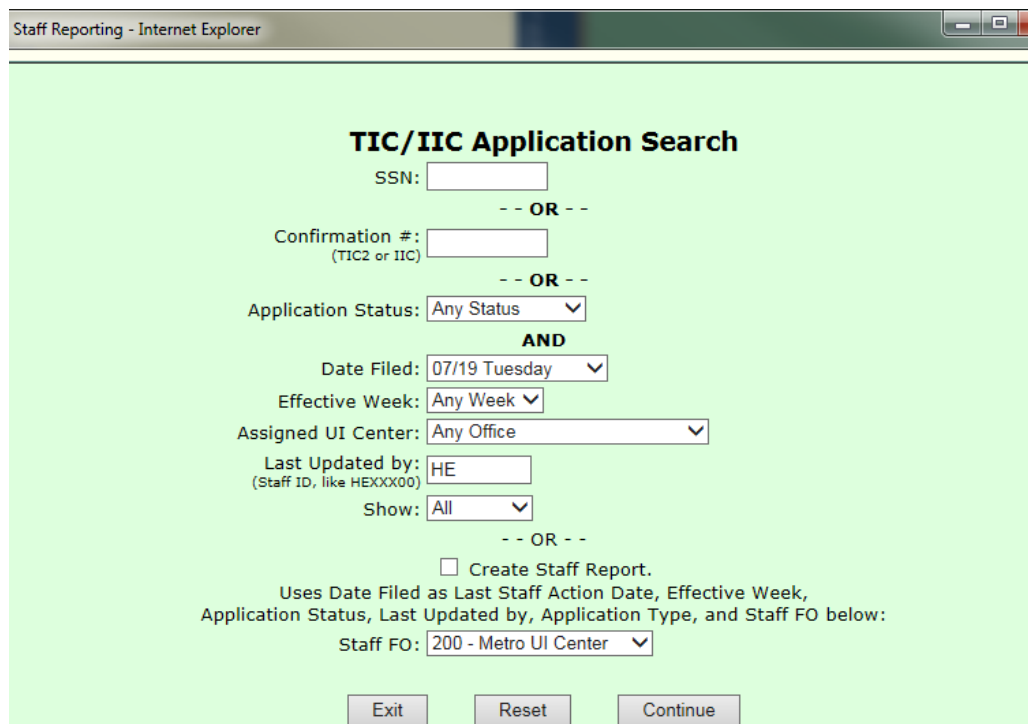 Staff Reporting - Internet Explorer
TIC/IIC Application Search
SSN:
- - OR - -
Confirmation #:
(TIC2 or IIC)
- - OR - -
Application Status: Any Status
AND
Date Filed: 07/19 Tuesday
Effective Week: Any Week
Assigned UI Center: Any Office
Last Updated by: HE
(Staff ID, like HEXXX00)
Show: All
- - OR - -
Create Staff Report.
Uses Date Filed as Last Staff Action Date, Effective Week,
Application Status, Last Updated by, Application Type, and Staff FO below:
Staff FO: 200 - Metro UI Center
Exit Reset Continue